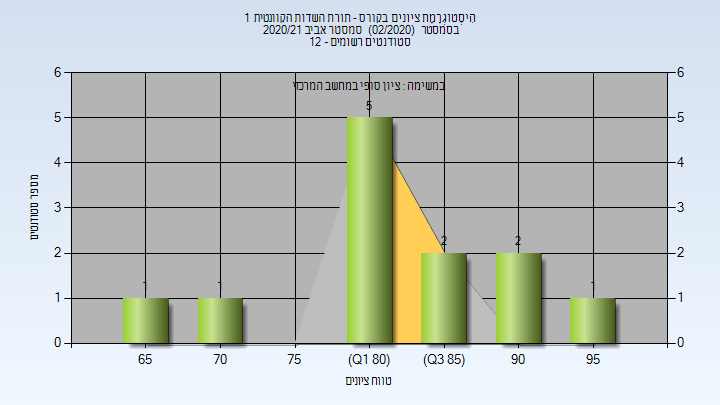 היסטוגרמת ציונים בקורס - תורת השדות הקוונטית 1
בסמסטר (02/2020) סמסטר אביב 2020/21
סטודנטים רשומים - 12
במשימה : ציון סופי במחשב המרכזי
6 6
5 5
4 4
3 3
2 2
1 1
0 0
1 1 5 2 2 1
65 70 75 (Q1 80) (Q3 85) 90 95
מספר סטודנטים
טווח ציונים